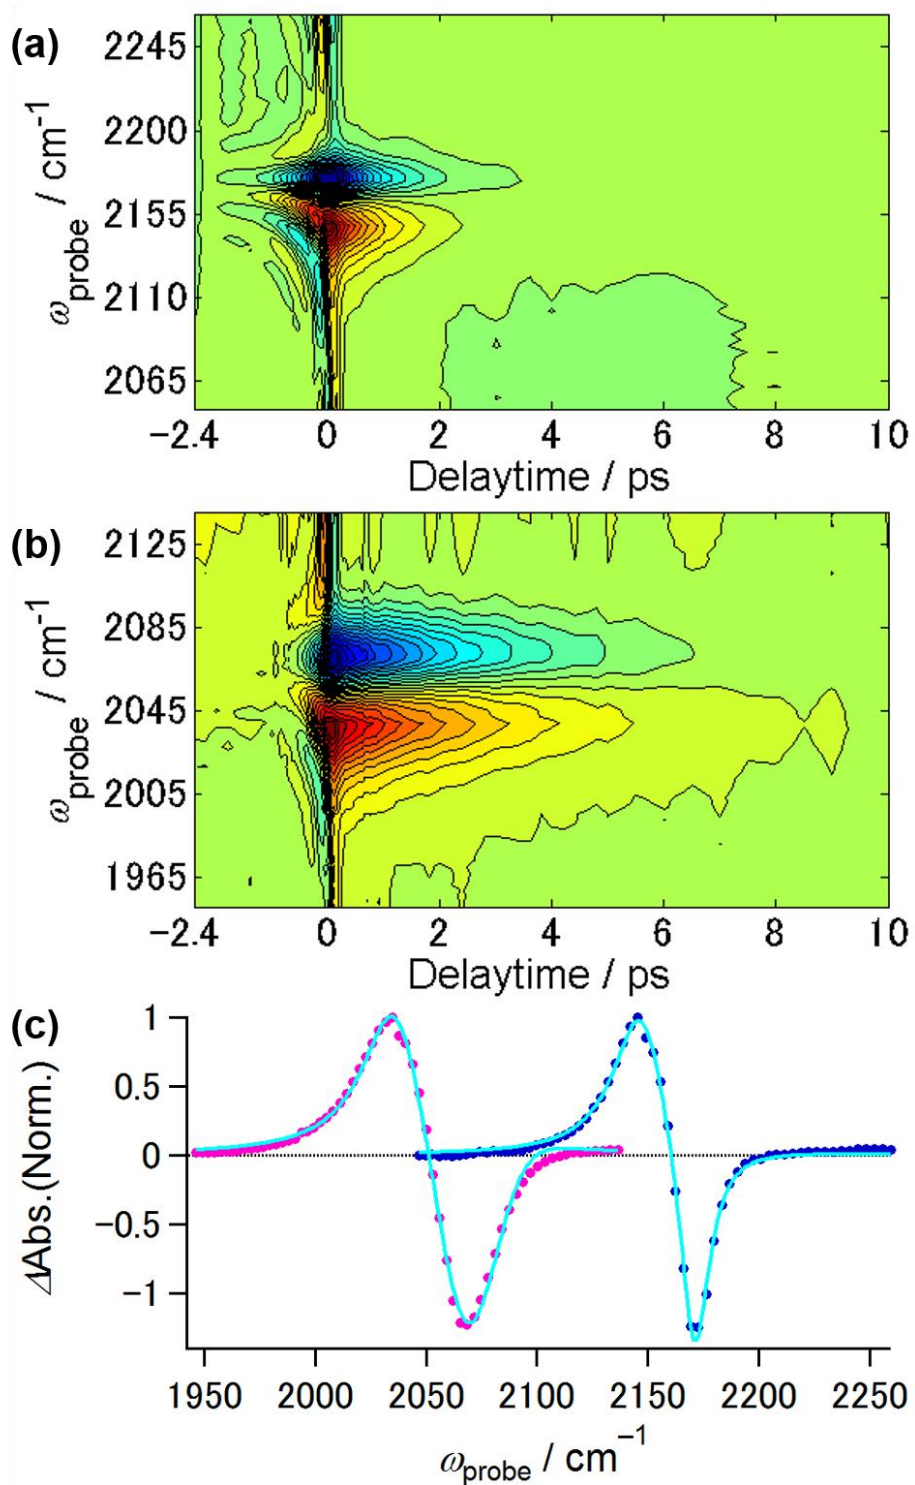 (a)
2245
2200
2155
2110
2065
ωprobe / cm⁻¹
−2.4 0 2 4 6 8 10
Delaytime / ps
(b)
2125
2085
2045
2005
1965
ωprobe / cm⁻¹
−2.4 0 2 4 6 8 10
Delaytime / ps
(c)
1
0.5
0
−0.5
−1
ΔAbs.(Norm.)
1950 2000 2050 2100 2150 2200 2250
ωprobe / cm⁻¹